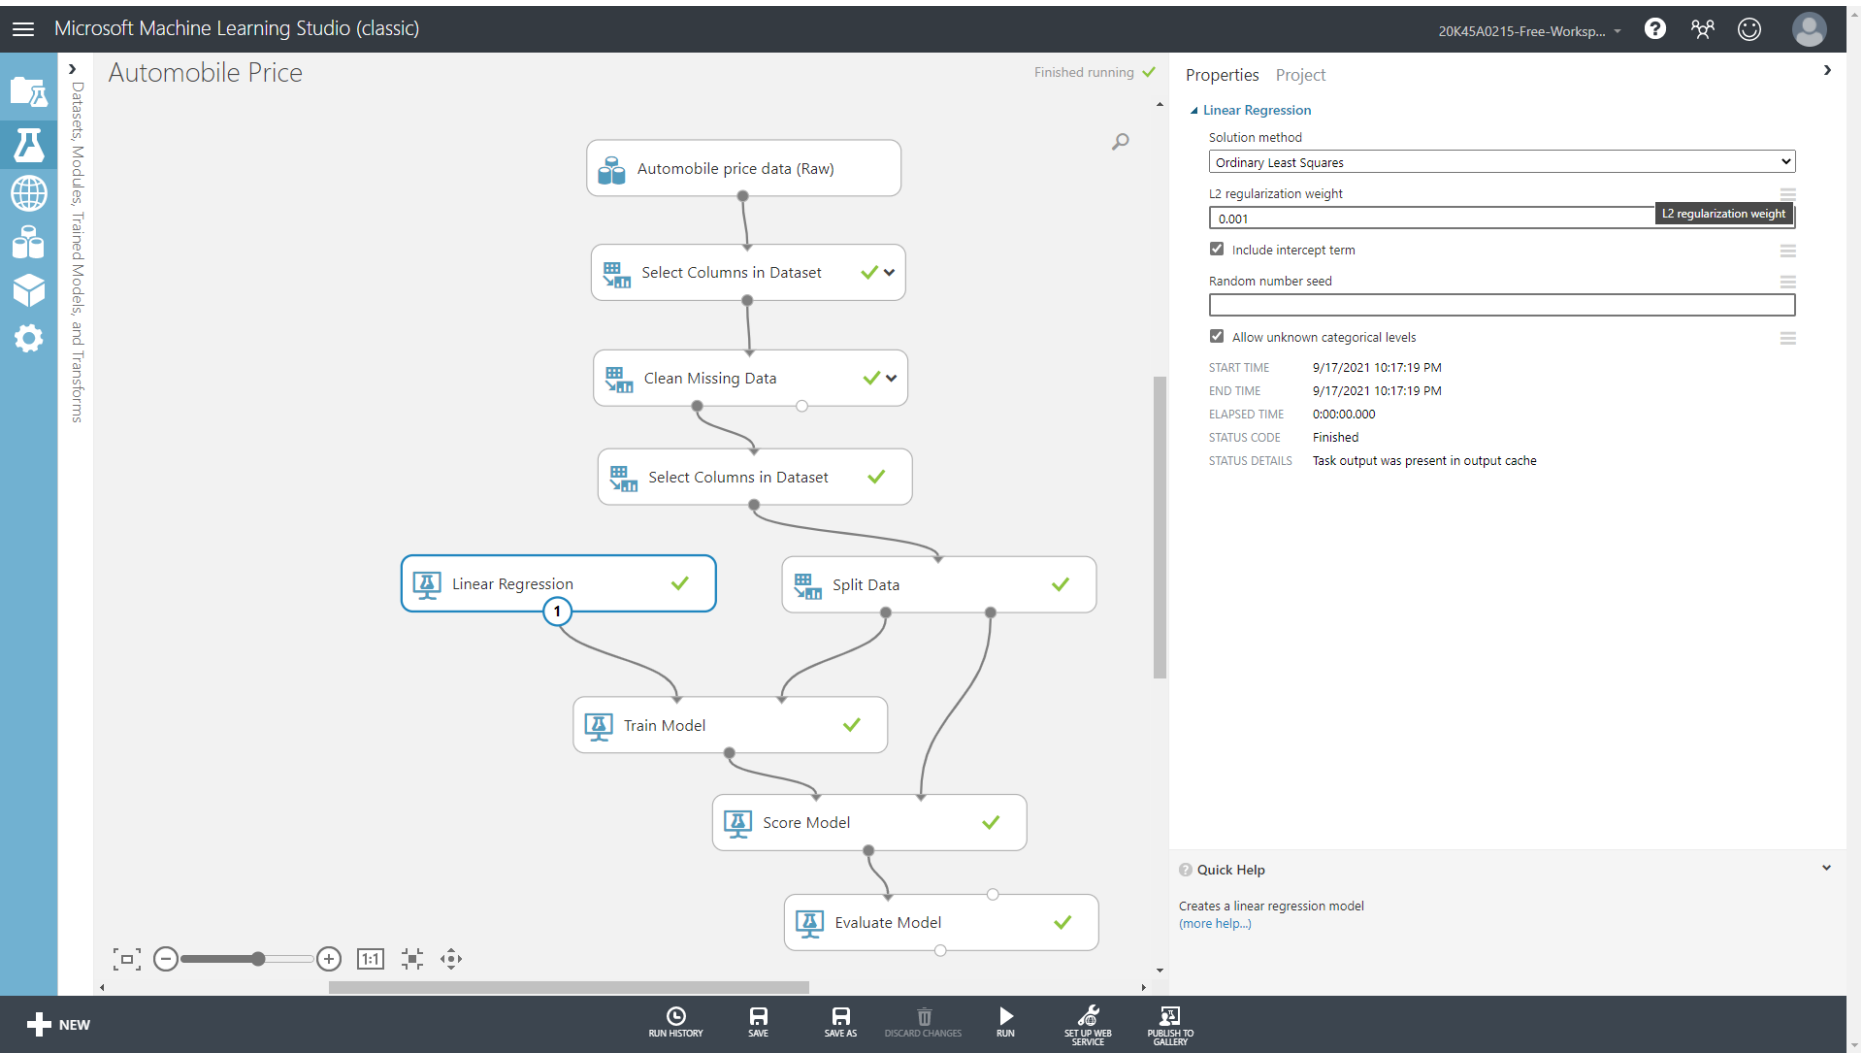 Microsoft Machine Learning Studio (classic)
20K45A0215-Free-Worksp...
?
Datasets, Modules, Trained Models, and Transforms
Automobile Price
Finished running
Automobile price data (Raw)
Select Columns in Dataset
Clean Missing Data
Select Columns in Dataset
Linear Regression
1
Split Data
Train Model
Score Model
Evaluate Model
1:1
Properties Project
Linear Regression
Solution method
Ordinary Least Squares
L2 regularization weight
0.001
L2 regularization weight
Include intercept term
Random number seed
Allow unknown categorical levels
START TIME 9/17/2021 10:17:19 PM
END TIME 9/17/2021 10:17:19 PM
ELAPSED TIME 0:00:00.000
STATUS CODE Finished
STATUS DETAILS Task output was present in output cache
? Quick Help
Creates a linear regression model
(more help...)
NEW
RUN HISTORY
SAVE
SAVE AS
DISCARD CHANGES
RUN
SET UP WEB
SERVICE
PUBLISH TO
GALLERY